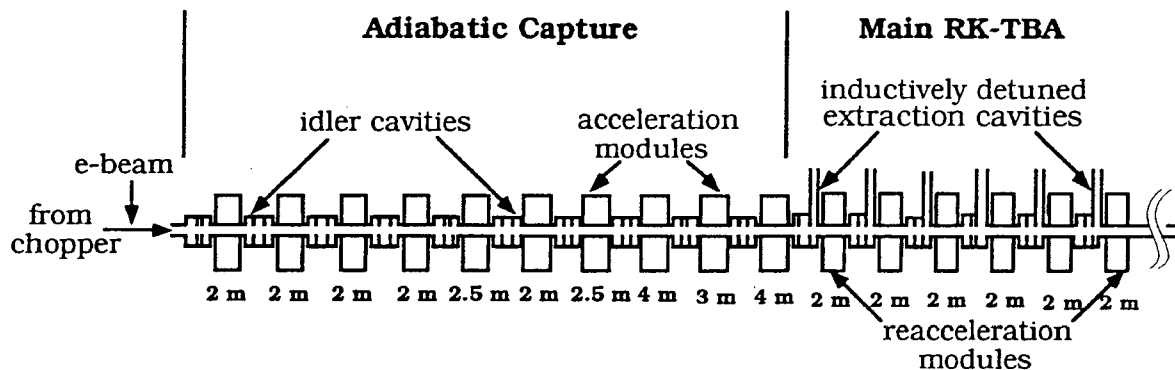 Adiabatic Capture
Main RK-TBA
idler cavities
acceleration
modules
inductively detuned
extraction cavities
e-beam
from
chopper
2 m 2 m 2 m 2 m 2.5 m 2 m 2.5 m 4 m 3 m 4 m 2 m 2 m 2 m 2 m 2 m 2 m
reacceleration
modules